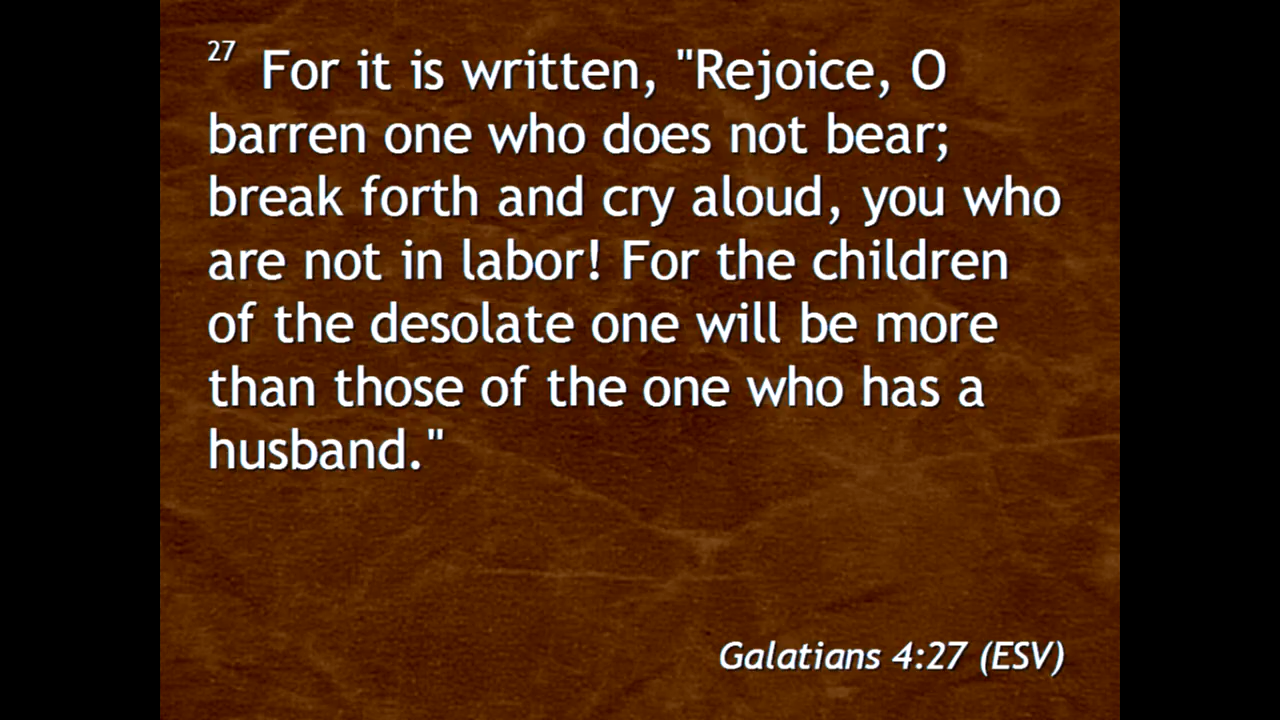 27 For it is written, "Rejoice, O
barren one who does not bear;
break forth and cry aloud, you who
are not in labor! For the children
of the desolate one will be more
than those of the one who has a
husband."
Galatians 4:27 (ESV)